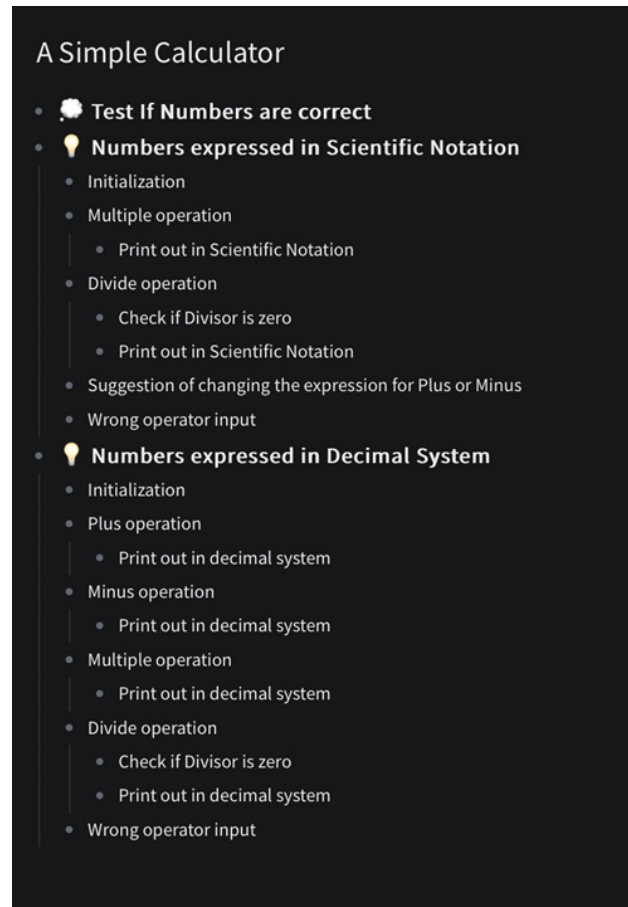 A Simple Calculator
Test If Numbers are correct
Numbers expressed in Scientific Notation
Initialization
Multiple operation
Print out in Scientific Notation
Divide operation
Check if Divisor is zero
Print out in Scientific Notation
Suggestion of changing the expression for Plus or Minus
Wrong operator input
Numbers expressed in Decimal System
Initialization
Plus operation
Print out in decimal system
Minus operation
Print out in decimal system
Multiple operation
Print out in decimal system
Divide operation
Check if Divisor is zero
Print out in decimal system
Wrong operator input